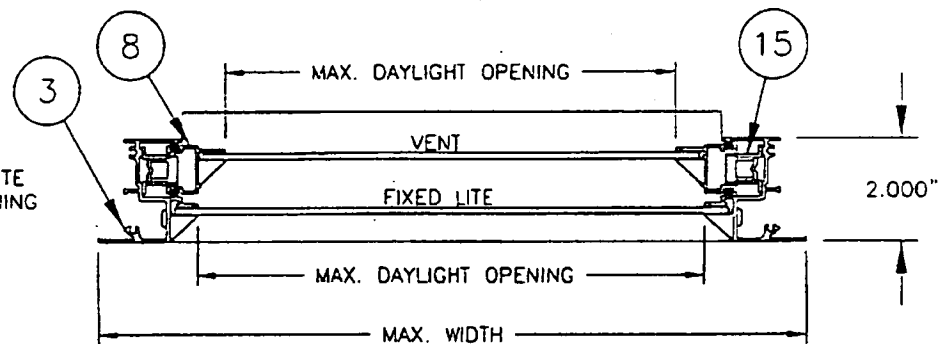 8
15
3
MAX. DAYLIGHT OPENING
VENT
2.000"
FIXED LITE
MAX. DAYLIGHT OPENING
MAX. WIDTH